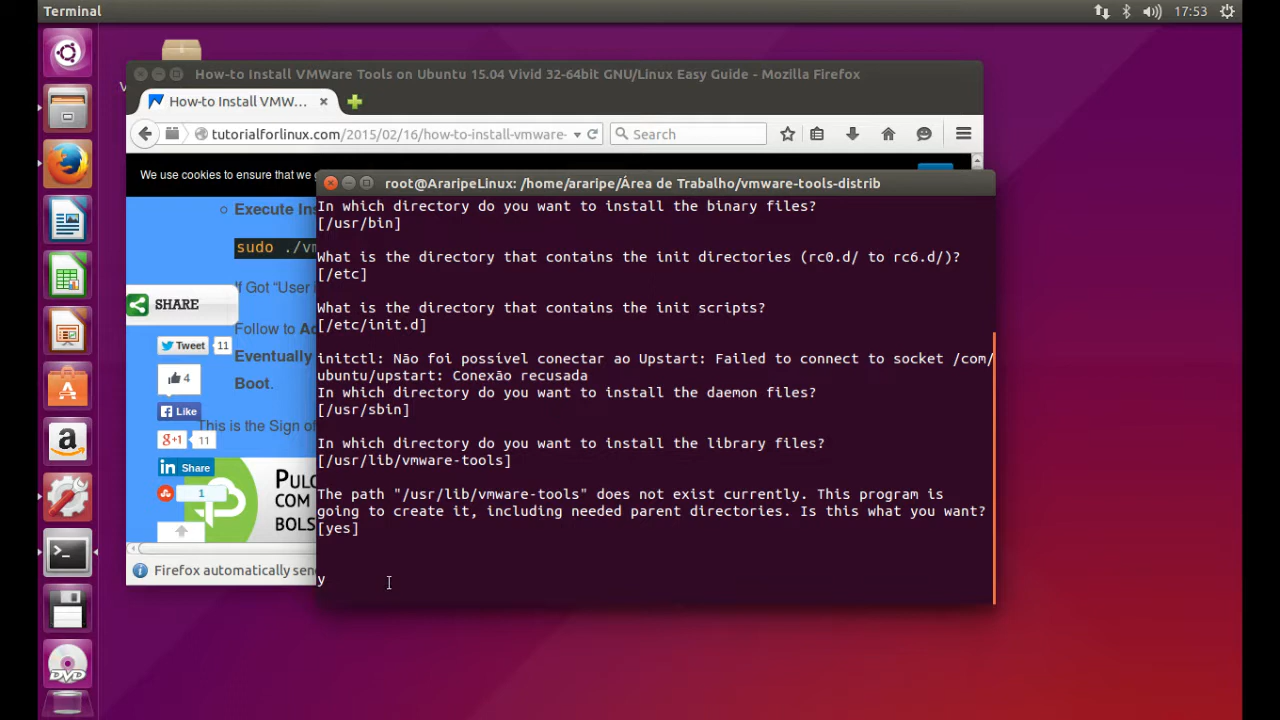 Terminal
17:53
How-to Install VMWare Tools on Ubuntu 15.04 Vivid 32-64bit GNU/Linux Easy Guide - Mozilla Firefox
How-to Install VMW...
tutorialforlinux.com/2015/02/16/how-to-install-vmware-
Search
We use cookies to ensure that we g
Execute Ins
sudo ./vm
If Got "User i
SHARE
Follow to Ac
Eventually
Boot.
Tweet 11
4
Like
This is the Sign of
g+1 11
in Share
1
PULC
COM
BOLS
Firefox automatically sen
root@AraripeLinux: /home/araripe/Área de Trabalho/vmware-tools-distrib
In which directory do you want to install the binary files?
[/usr/bin]
What is the directory that contains the init directories (rc0.d/ to rc6.d/)?
[/etc]
What is the directory that contains the init scripts?
[/etc/init.d]
initctl: Não foi possível conectar ao Upstart: Failed to connect to socket /com/
ubuntu/upstart: Conexão recusada
In which directory do you want to install the daemon files?
[/usr/sbin]
In which directory do you want to install the library files?
[/usr/lib/vmware-tools]
The path "/usr/lib/vmware-tools" does not exist currently. This program is
going to create it, including needed parent directories. Is this what you want?
[yes]
y
DVD